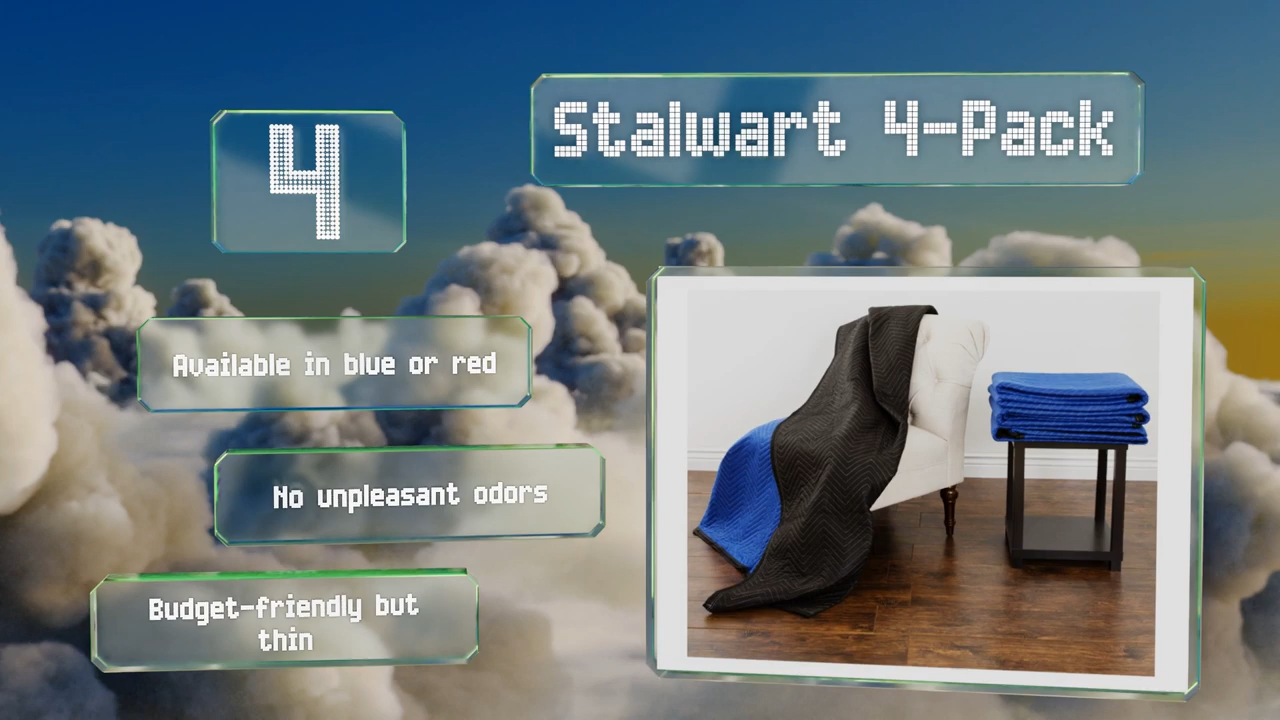 4
Stalwart 4-Pack
Available in blue or red
No unpleasant odors
Budget-friendly but
thin